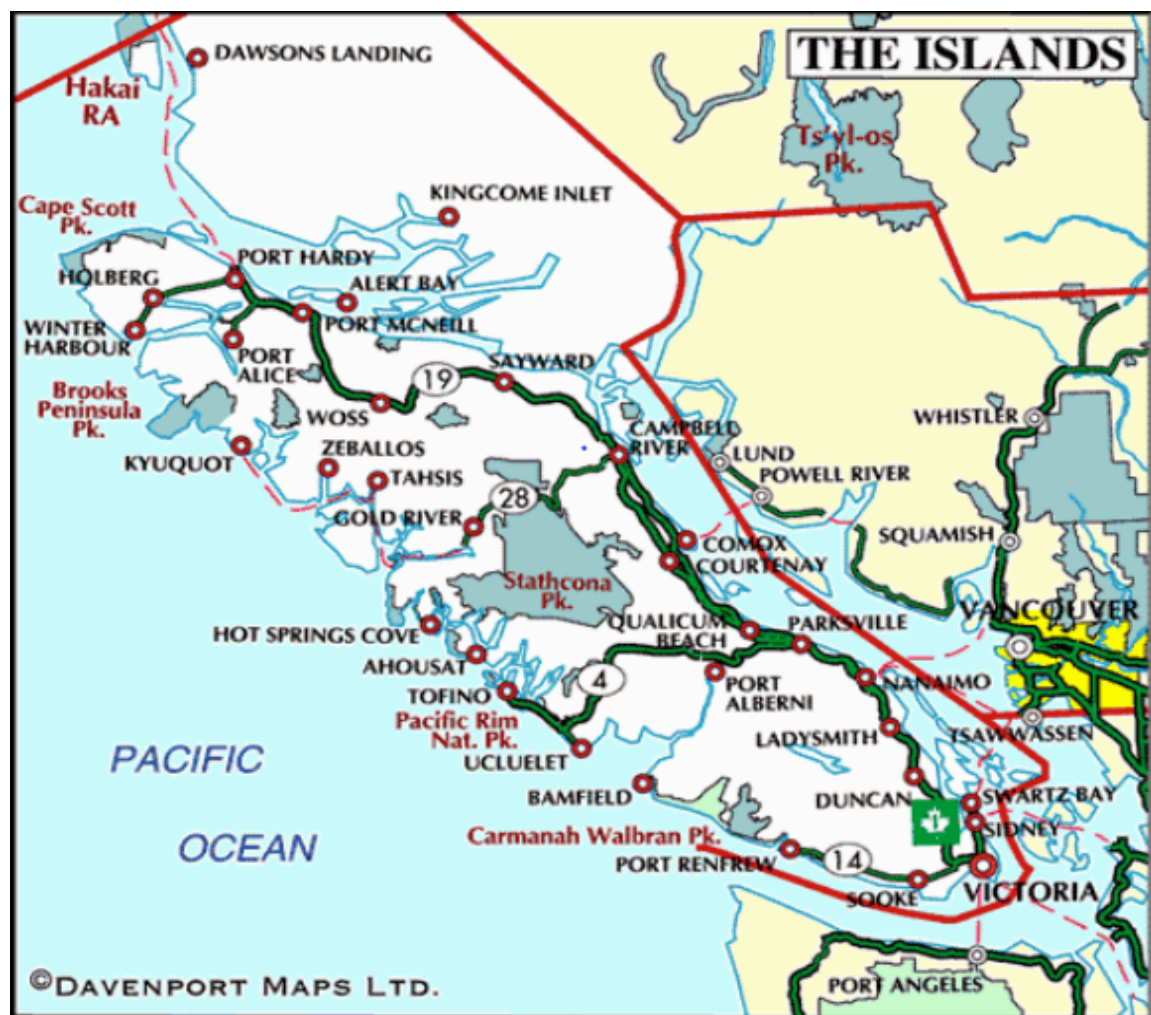 THE ISLANDS
DAWSONS LANDING
Hakai
RA
Ts'yl-os
Pk.
KINGCOME INLET
Cape Scott
Pk.
PORT HARDY
HOLBERG
ALERT BAY
WINTER
HARBOUR
PORT MCNEILL
PORT
ALICE
SAYWARD
19
Brooks
Peninsula
Pk.
WOSS
WHISTLER
CAMPBELL
RIVER
KYUQUOT
ZEBALLOS
LUND
TAHSIS
POWELL RIVER
28
GOLD RIVER
SQUAMISH
COMOX
COURTENAY
Stathcona
Pk.
VANCOUVER
HOT SPRINGS COVE
QUALICUM
BEACH
PARKSVILLE
AHOUSAT
4
TOFINO
PORT
ALBERNI
NANAIMO
Pacific Rim
Nat. Pk.
LADYSMITH
TSAWWASSEN
PACIFIC
OCEAN
UCLUELET
BAMFIELD
DUNCAN
SWARTZ BAY
1
SIDNEY
Carmanah Walbran Pk.
PORT RENFREW
14
SOOKE
VICTORIA
PORT ANGELES
©DAVENPORT MAPS LTD.